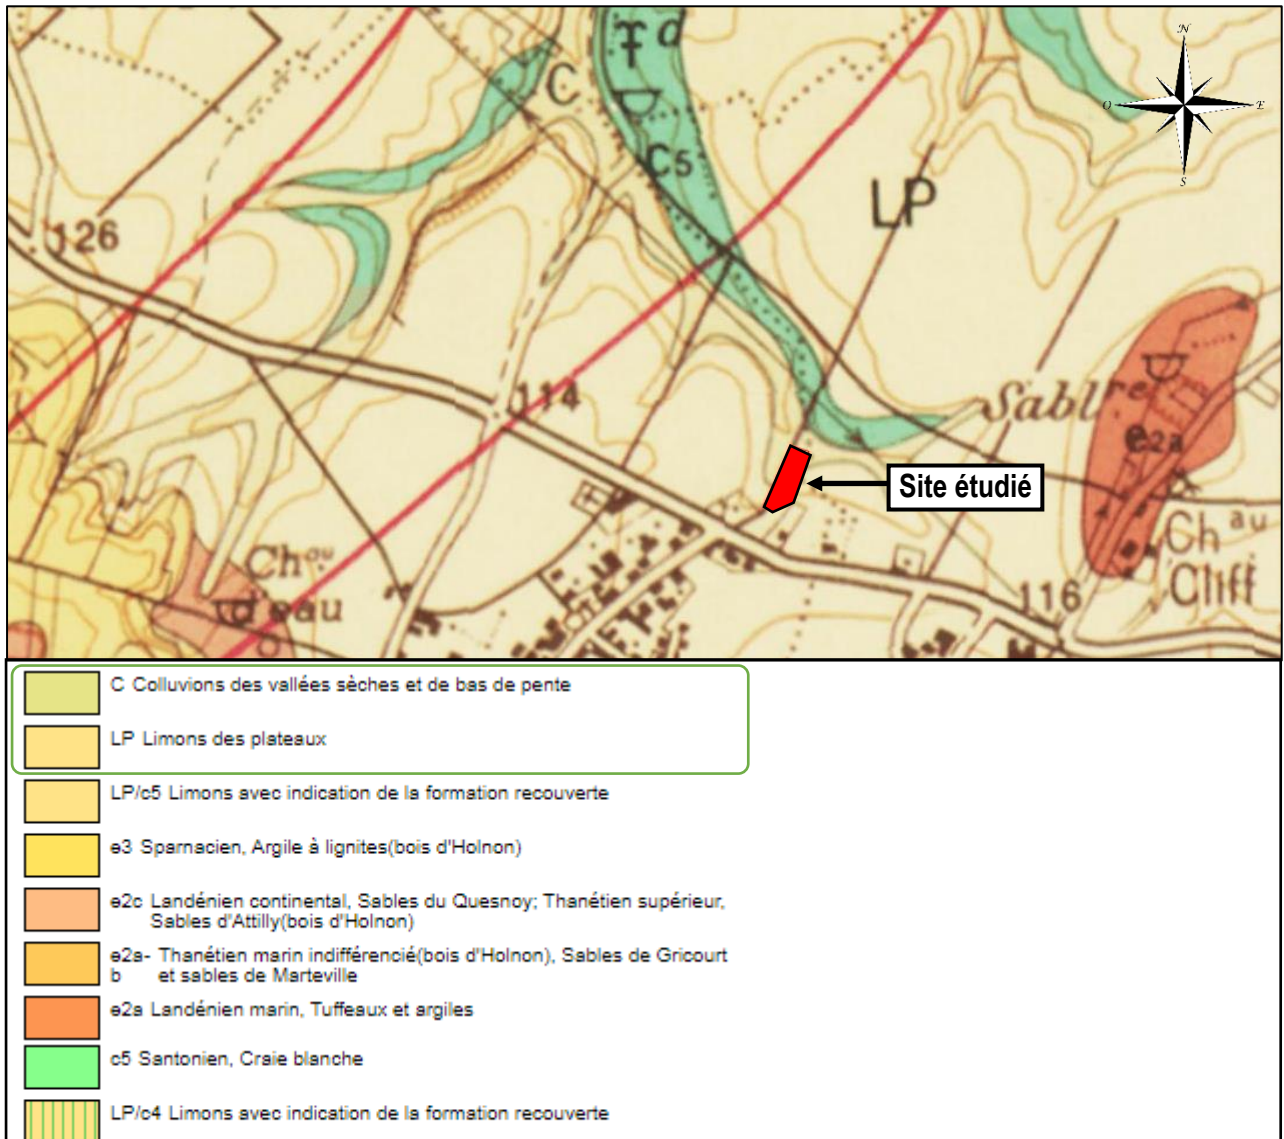 N
O
E
S
d
C
C5
LP
126
114
Sablre
e2a
Site étudié
Chau
Cliff
Chau
d'eau
116
C Colluvions des vallées sèches et de bas de pente
LP Limons des plateaux
LP/c5 Limons avec indication de la formation recouverte
e3 Sparnacien, Argile à lignites(bois d'Holnon)
e2c Landénien continental, Sables du Quesnoy; Thanétien supérieur,
Sables d'Attilly(bois d'Holnon)
e2a- Thanétien marin indifférencié(bois d'Holnon), Sables de Gricourt
b et sables de Marteville
e2a Landénien marin, Tuffeaux et argiles
c5 Santonien, Craie blanche
LP/c4 Limons avec indication de la formation recouverte